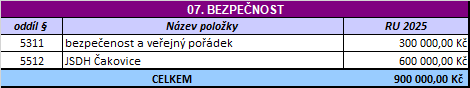 07. BEZPEČNOST
oddíl § Název položky RU 2025
5311 bezpečenost a veřejný pořádek 300 000,00 Kč
5512 JSDH Čakovice 600 000,00 Kč
CELKEM 900 000,00 Kč